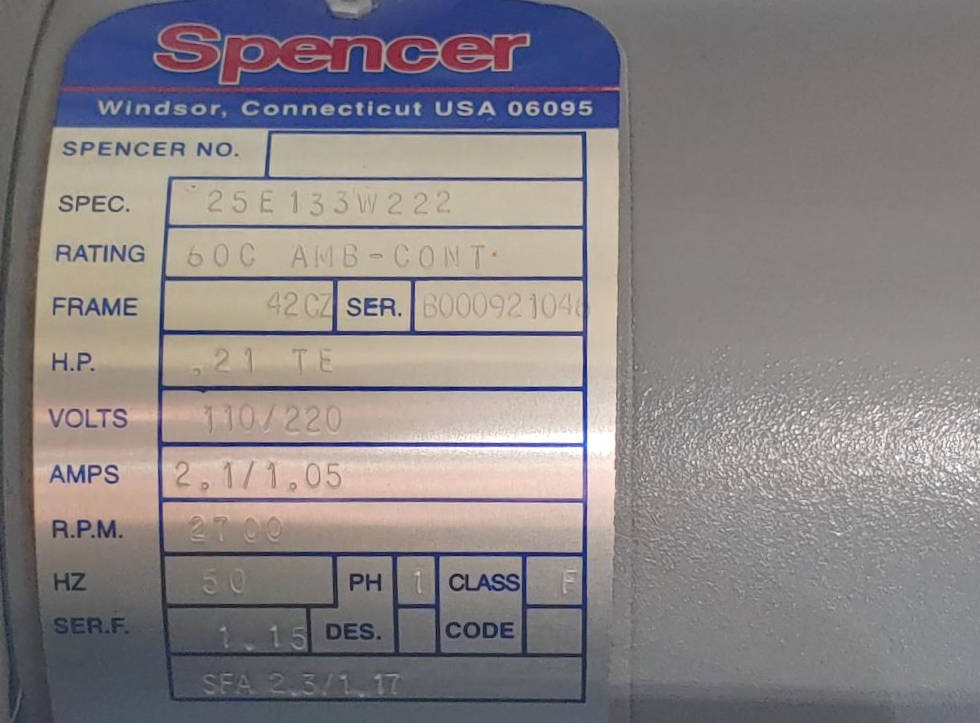 Spencer
Windsor, Connecticut USA 06095
SPENCER NO.
SPEC. 25E133W222
RATING 60C AMB-CONT
FRAME 42CZ SER. B000921046
H.P. .21 TE
VOLTS 110/220
AMPS 2.1/1.05
R.P.M. 2700
HZ 50 PH 1 CLASS F
SER.F. 1.15 DES. CODE
SFA 2.3/1.17